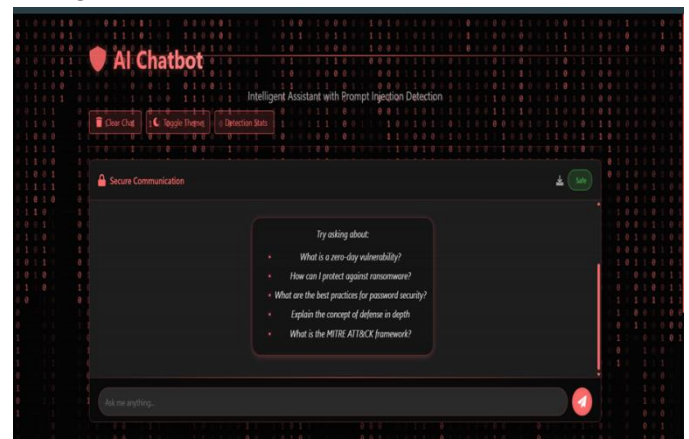 AI Chatbot
Intelligent Assistant with Prompt Injection Detection
Clear Chat Toggle Theme Detection Stats
Secure Communication Safe
Try asking about:
• What is a zero-day vulnerability?
• How can I protect against ransomware?
• What are the best practices for password security?
• Explain the concept of defense in depth
• What is the MITRE ATT&CK framework?
Ask me anything...